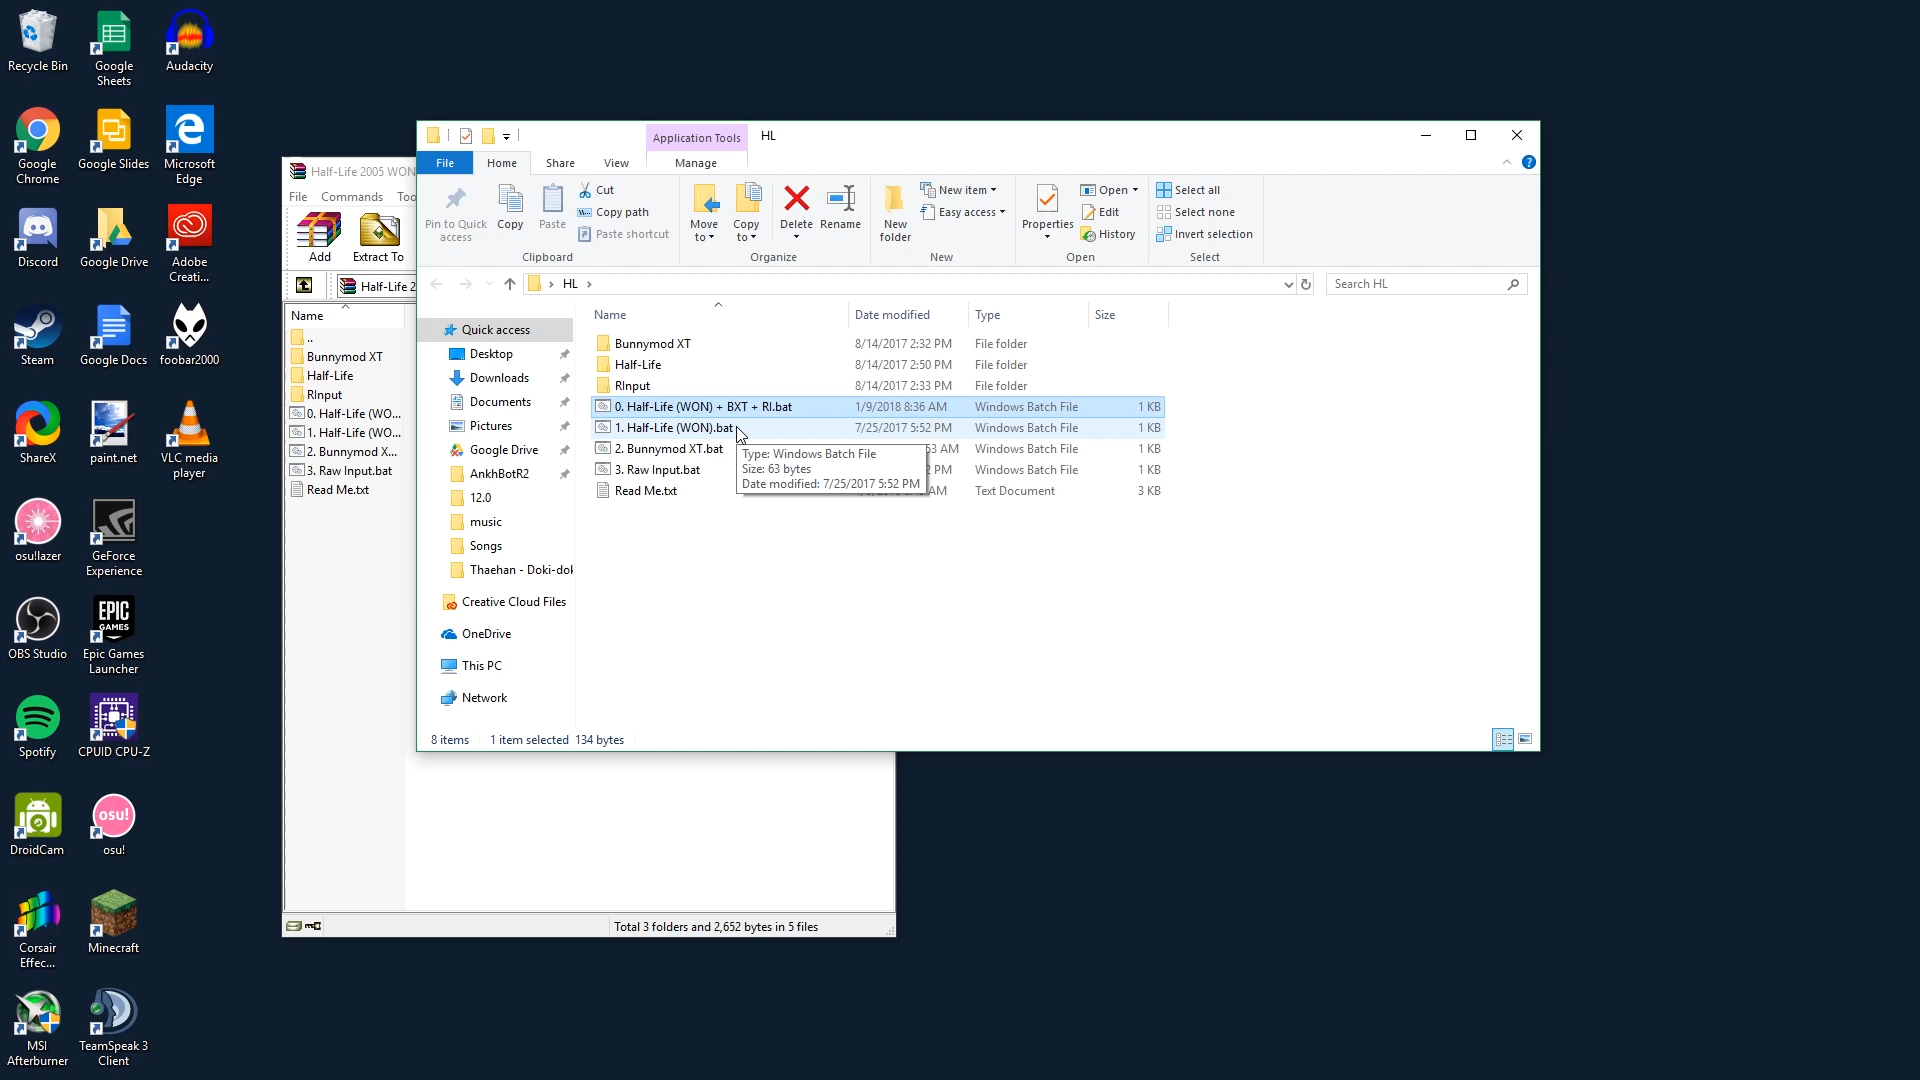 Recycle Bin
Google Sheets
Audacity
Google Chrome
Google Slides
Microsoft Edge
Discord
Google Drive
Adobe Creati...
Steam
Google Docs
foobar2000
ShareX
paint.net
VLC media player
osu!lazer
GeForce Experience
OBS Studio
EPIC GAMES
Epic Games Launcher
Spotify
CPUID CPU-Z
DroidCam
osu!
osu!
Corsair Effec...
Minecraft
MSI Afterburner
TeamSpeak 3 Client
Half-Life 2005 WON
File Commands Too
Add Extract To
Half-Life 2
Name
..
Bunnymod XT
Half-Life
RInput
0. Half-Life (WO...
1. Half-Life (WO...
2. Bunnymod X...
3. Raw Input.bat
Read Me.txt
Total 3 folders and 2,652 bytes in 5 files
Application Tools HL
File Home Share View Manage
Pin to Quick access
Copy
Paste
Cut
Copy path
Paste shortcut
Clipboard
Move to
Copy to
Delete
Rename
Organize
New folder
New item
Easy access
New
Properties
Open
Edit
History
Open
Select all
Select none
Invert selection
Select
HL
Search HL
Quick access
Desktop
Downloads
Documents
Pictures
Google Drive
AnkhBotR2
12.0
music
Songs
Thaehan - Doki-dok
Creative Cloud Files
OneDrive
This PC
Network
Name Date modified Type Size
Bunnymod XT 8/14/2017 2:32 PM File folder
Half-Life 8/14/2017 2:50 PM File folder
RInput 8/14/2017 2:33 PM File folder
0. Half-Life (WON) + BXT + RI.bat 1/9/2018 8:36 AM Windows Batch File 1 KB
1. Half-Life (WON).bat 7/25/2017 5:52 PM Windows Batch File 1 KB
2. Bunnymod XT.bat 53 AM Windows Batch File 1 KB
3. Raw Input.bat 2 PM Windows Batch File 1 KB
Read Me.txt AM Text Document 3 KB
Type: Windows Batch File
Size: 63 bytes
Date modified: 7/25/2017 5:52 PM
8 items 1 item selected 134 bytes